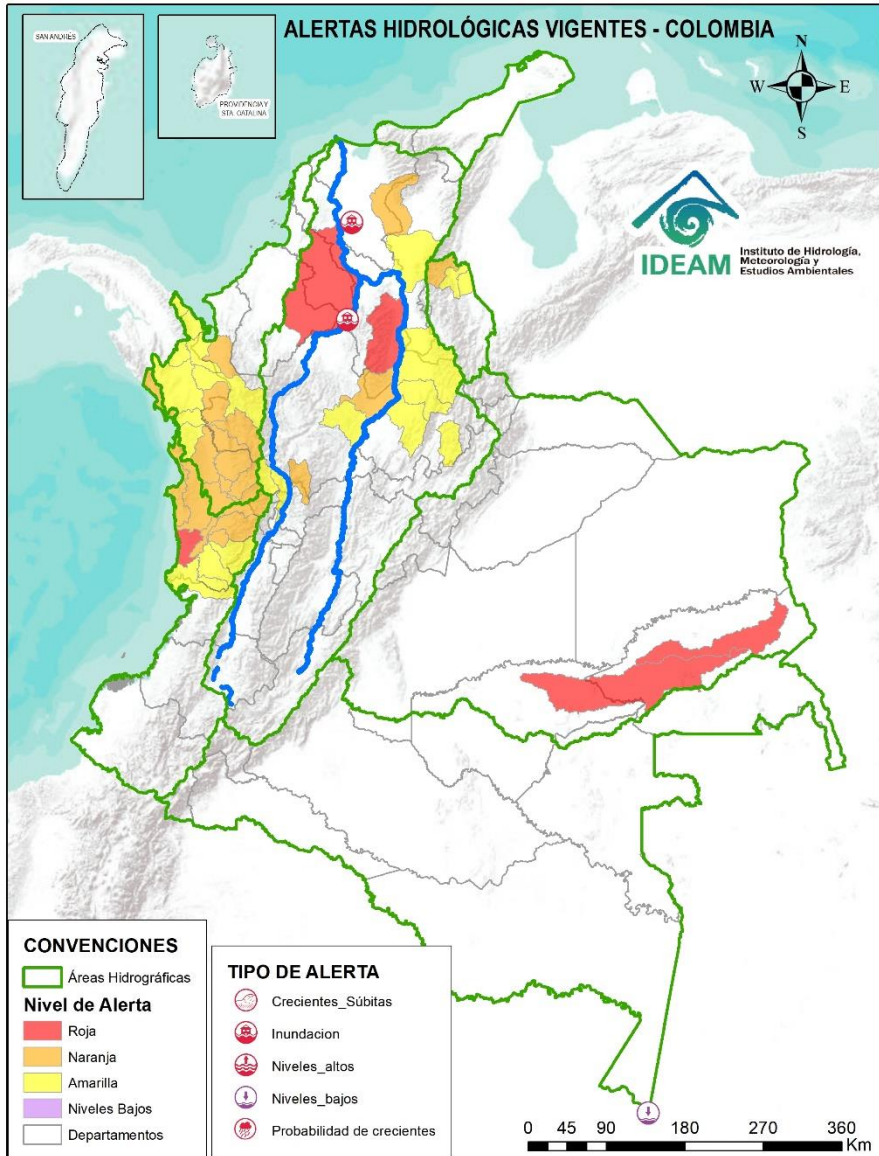 ALERTAS HIDROLÓGICAS VIGENTES - COLOMBIA
SAN ANDRÉS
PROVIDENCIA Y
STA. CATALINA
N
W
E
S
IDEAM
Instituto de Hidrología,
Meteorología y
Estudios Ambientales
CONVENCIONES
Áreas Hidrográficas
Nivel de Alerta
Roja
Naranja
Amarilla
Niveles Bajos
Departamentos
TIPO DE ALERTA
Crecientes_Súbitas
Inundacion
Niveles_altos
Niveles_bajos
Probabilidad de crecientes
0 45 90 180 270 360
Km